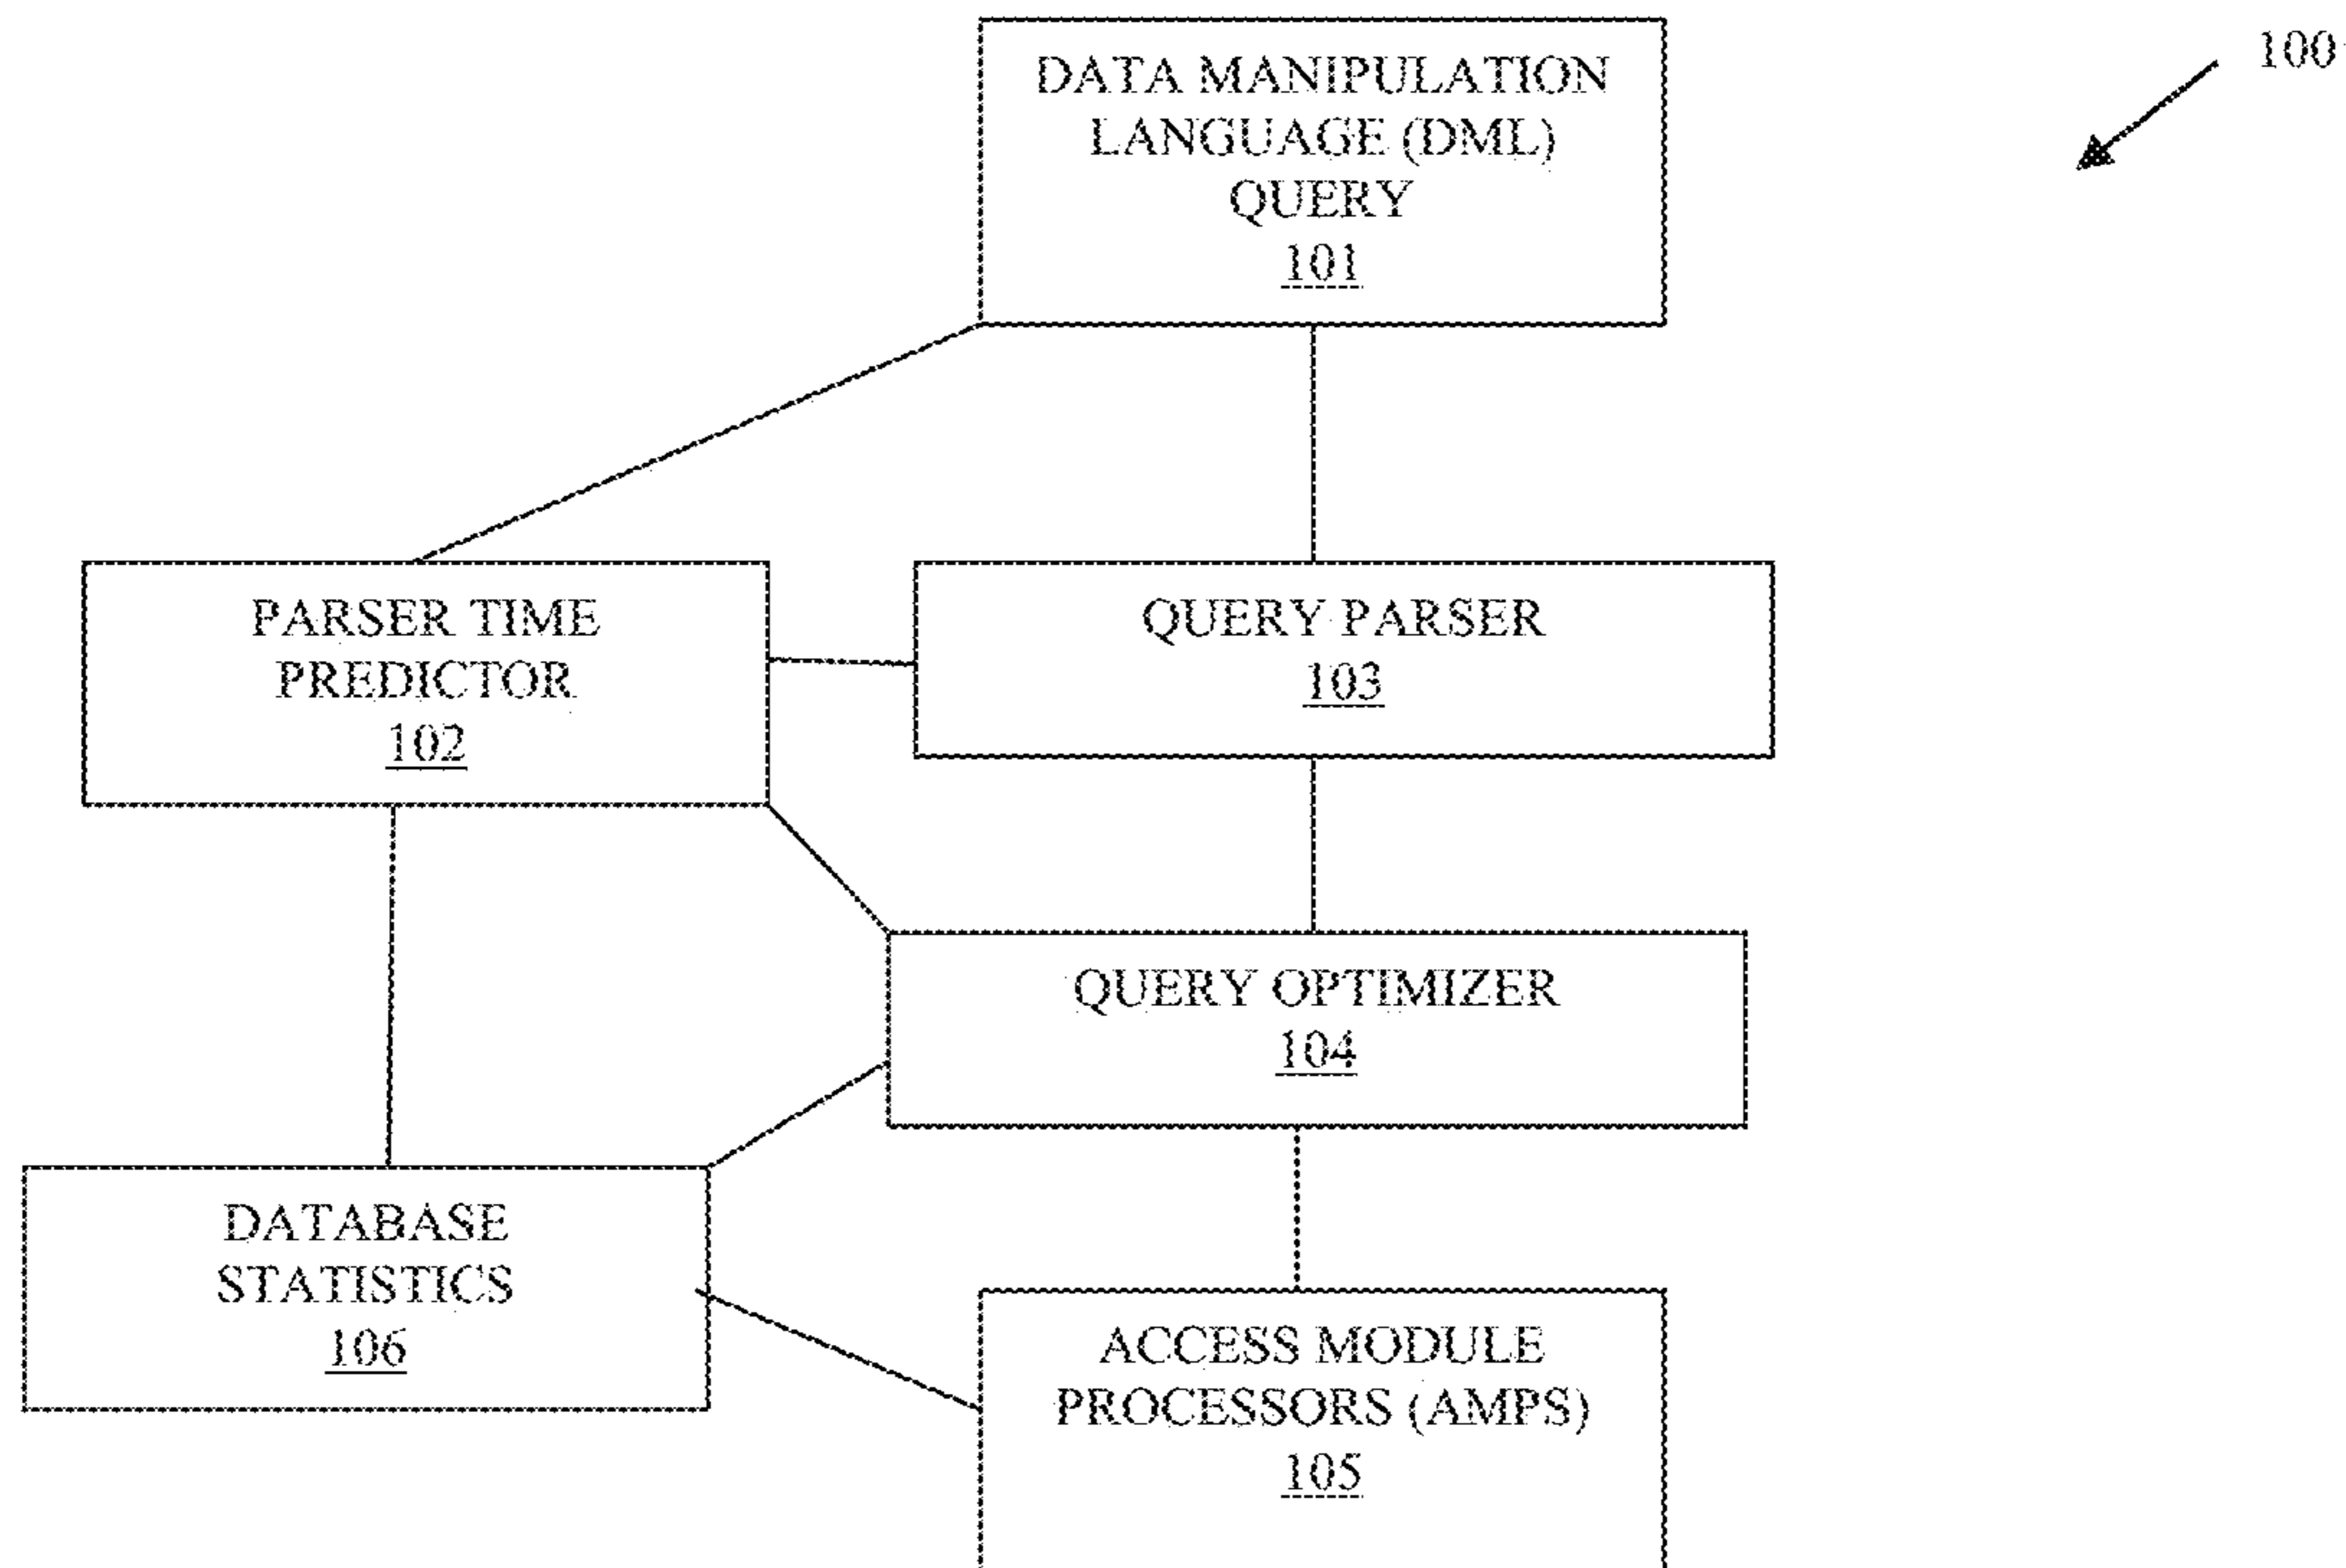 100
DATA MANIPULATION
LANGUAGE (DML)
QUERY
101
PARSER TIME
PREDICTOR
102
QUERY PARSER
103
QUERY OPTIMIZER
104
DATABASE
STATISTICS
106
ACCESS MODULE
PROCESSORS (AMPS)
105